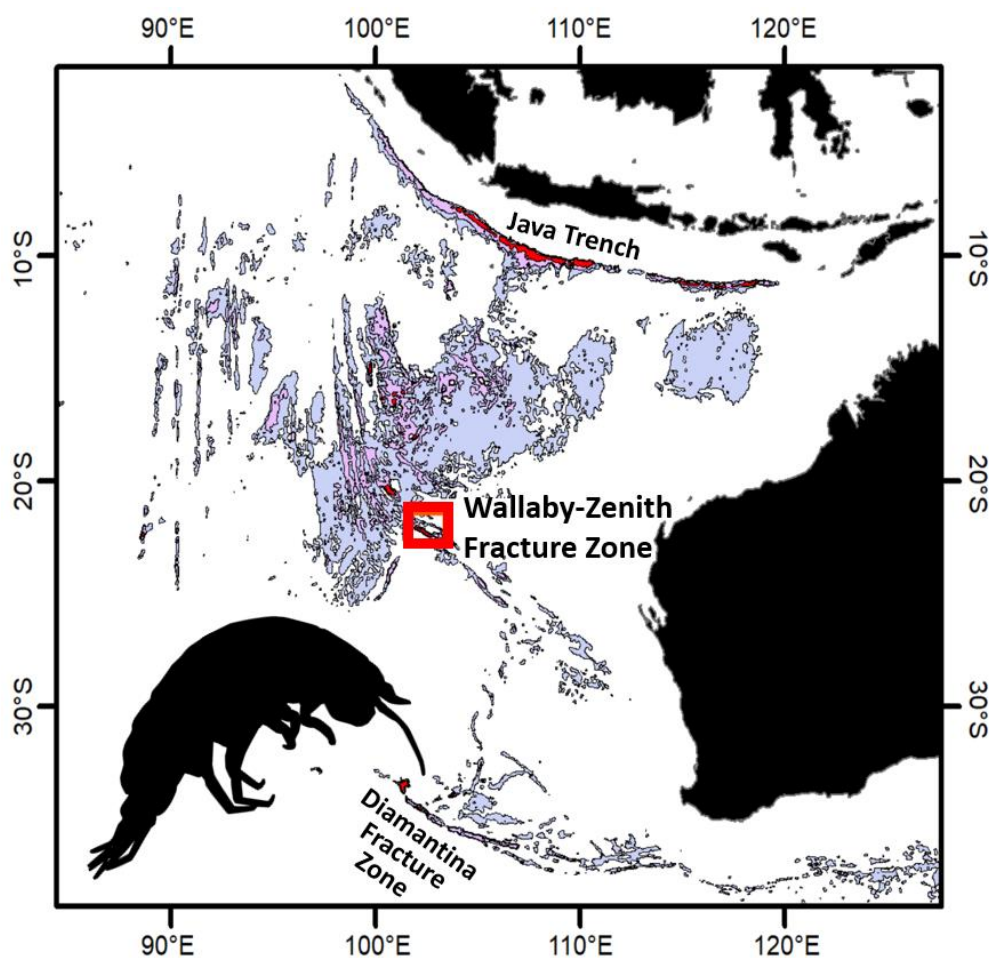 90°E 100°E 110°E 120°E
Java Trench
10°S 10°S
20°S 20°S
Wallaby-Zenith
Fracture Zone
30°S 30°S
Diamantina
Fracture
Zone
90°E 100°E 110°E 120°E